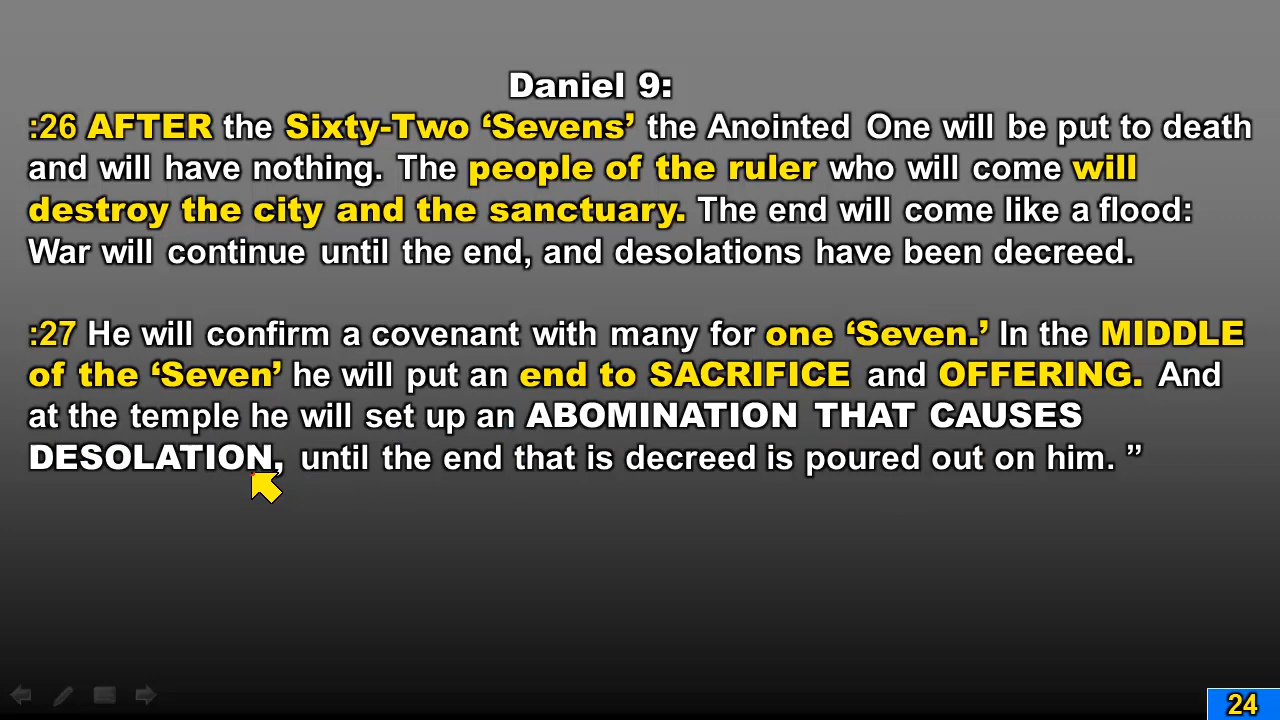 Daniel 9:
:26 AFTER the Sixty-Two ‘Sevens’ the Anointed One will be put to death
and will have nothing. The people of the ruler who will come will
destroy the city and the sanctuary. The end will come like a flood:
War will continue until the end, and desolations have been decreed.
:27 He will confirm a covenant with many for one ‘Seven.’ In the MIDDLE
of the ‘Seven’ he will put an end to SACRIFICE and OFFERING. And
at the temple he will set up an ABOMINATION THAT CAUSES
DESOLATION, until the end that is decreed is poured out on him. ”
24